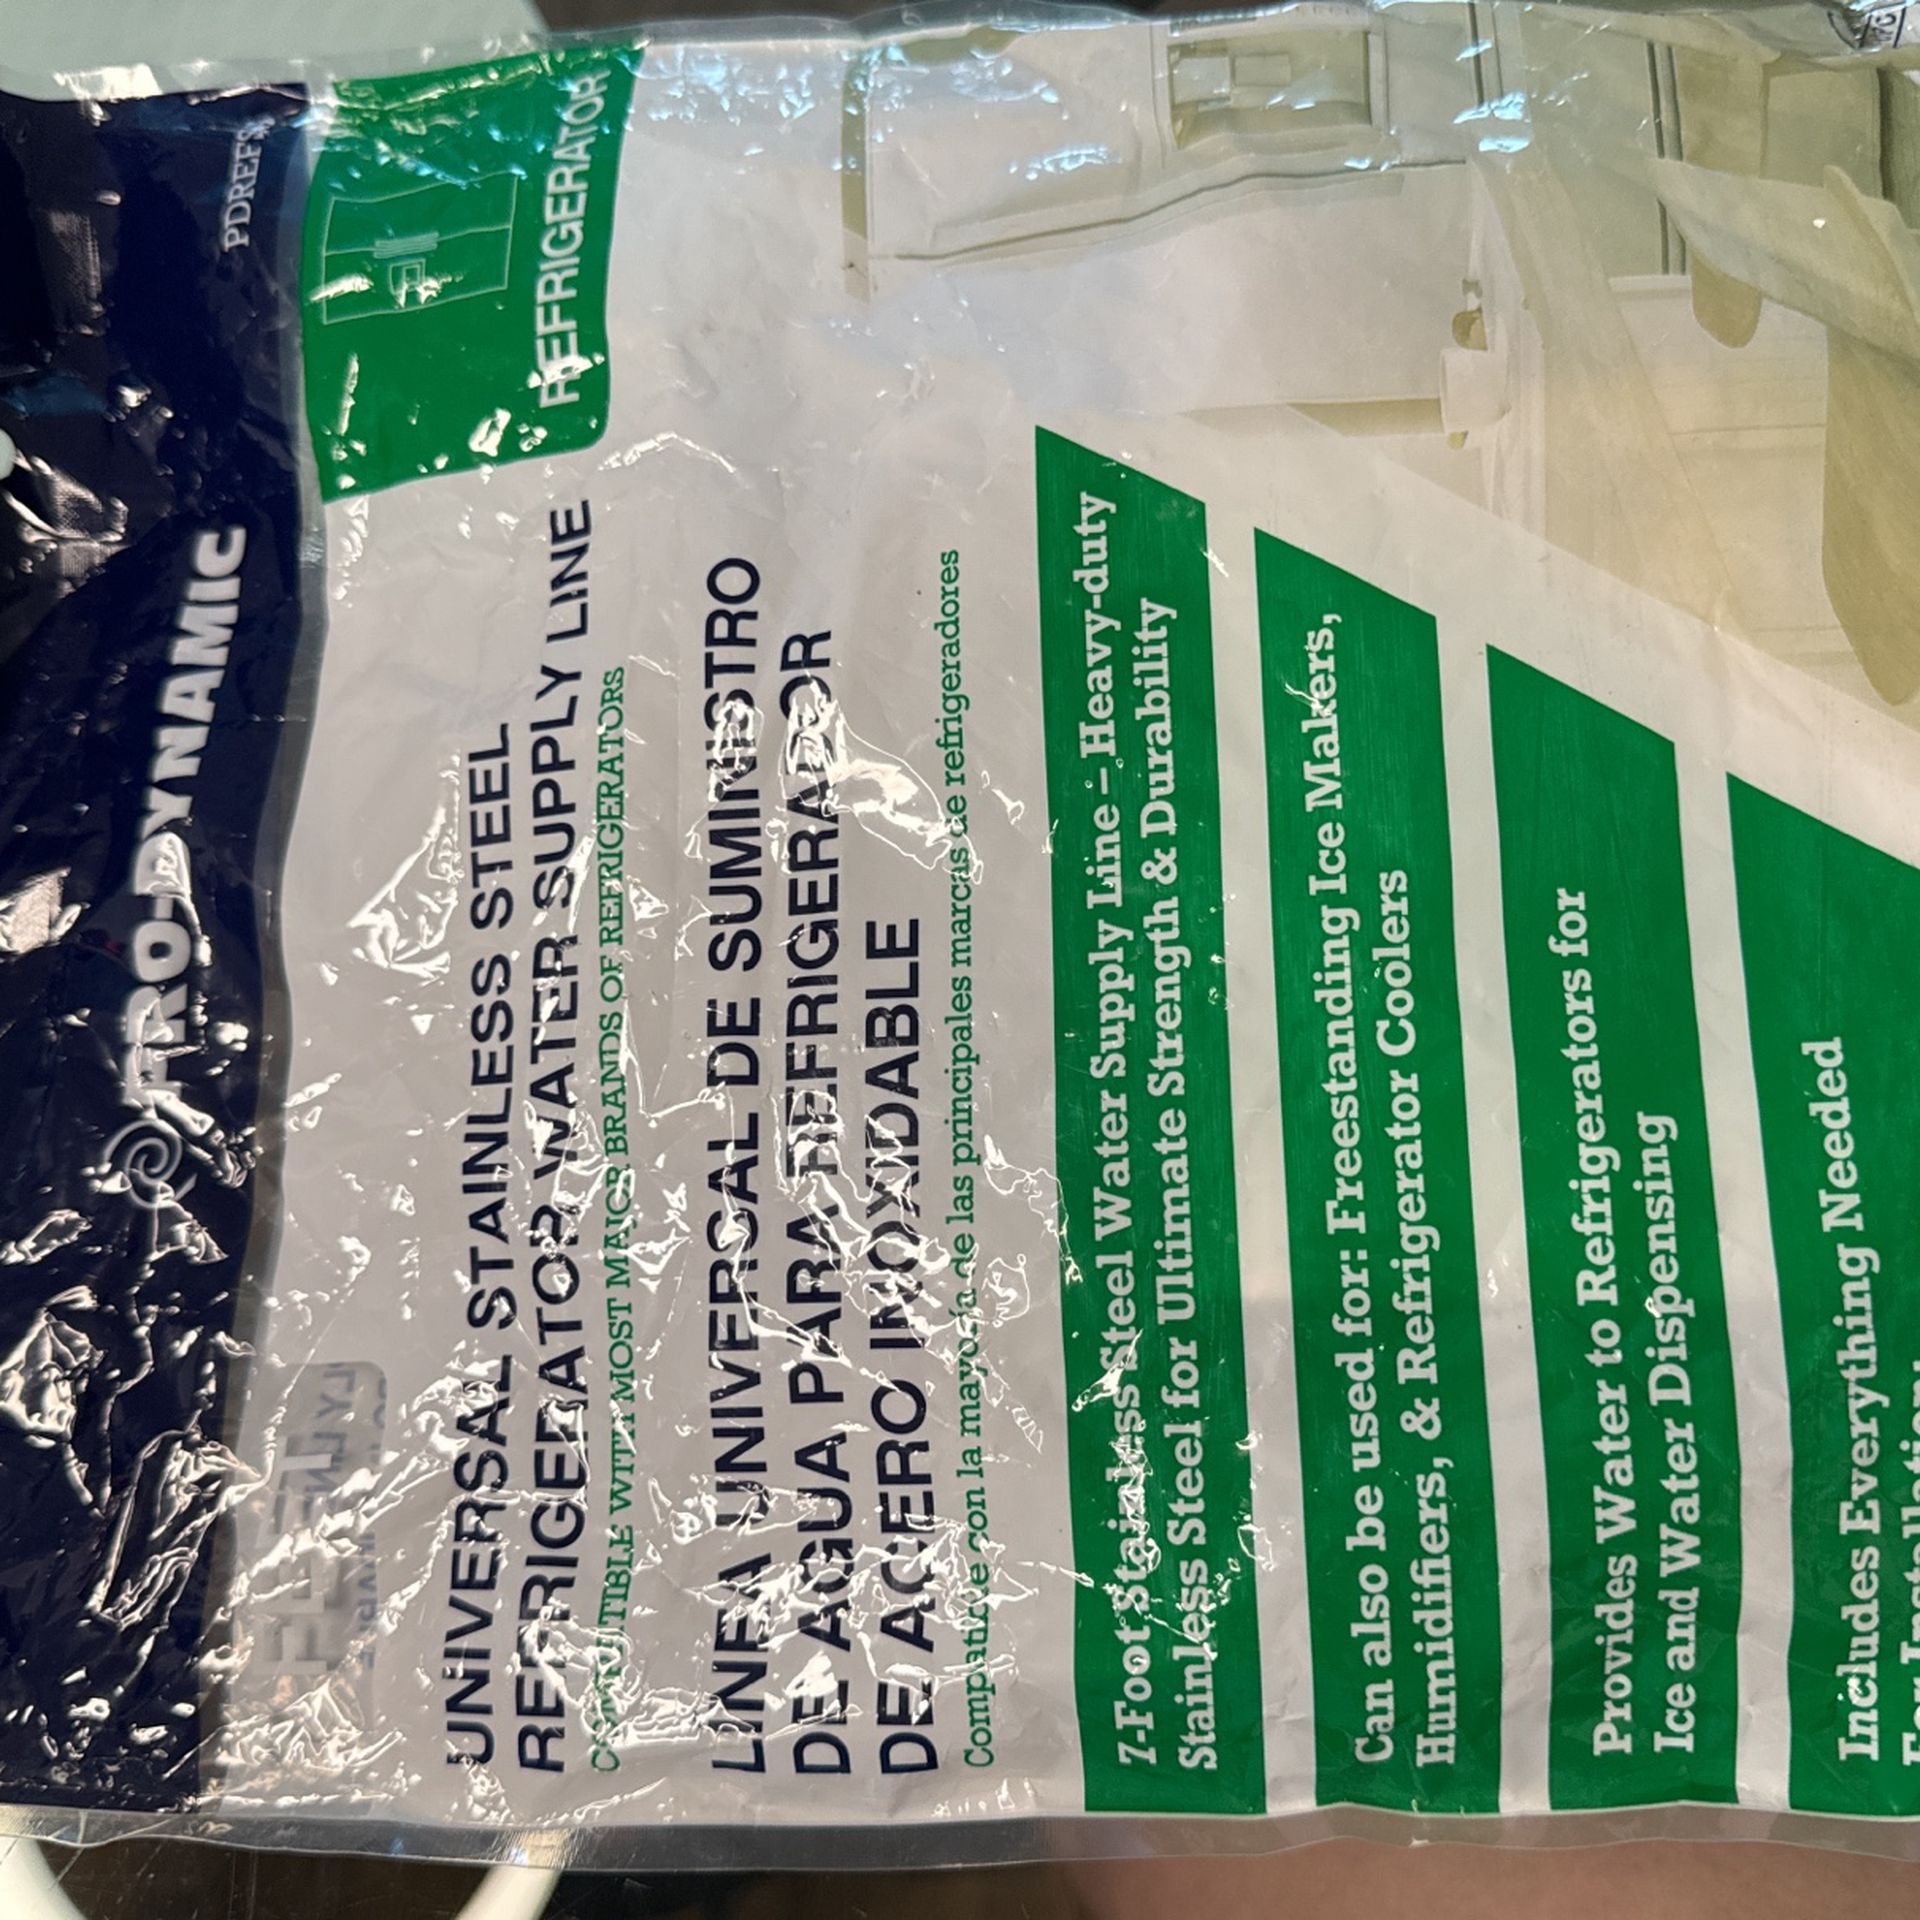 PRO-DYNAMIC
REFRIGERATOR
UNIVERSAL STAINLESS STEEL
REFRIGERATOR WATER SUPPLY LINE
COMPATIBLE WITH MOST MAJOR BRANDS OF REFRIGERATORS
LINEA UNIVERSAL DE SUMINISTRO
DE AGUA PARA REFRIGERADOR
DE ACERO INOXIDABLE
Compatible con la mayoría de las principales marcas de refrigeradores
7-Foot Stainless Steel Water Supply Line – Heavy-duty
Stainless Steel for Ultimate Strength & Durability
Can also be used for: Freestanding Ice Makers,
Humidifiers, & Refrigerator Coolers
Provides Water to Refrigerators for
Ice and Water Dispensing
Includes Everything Needed
For Installation: